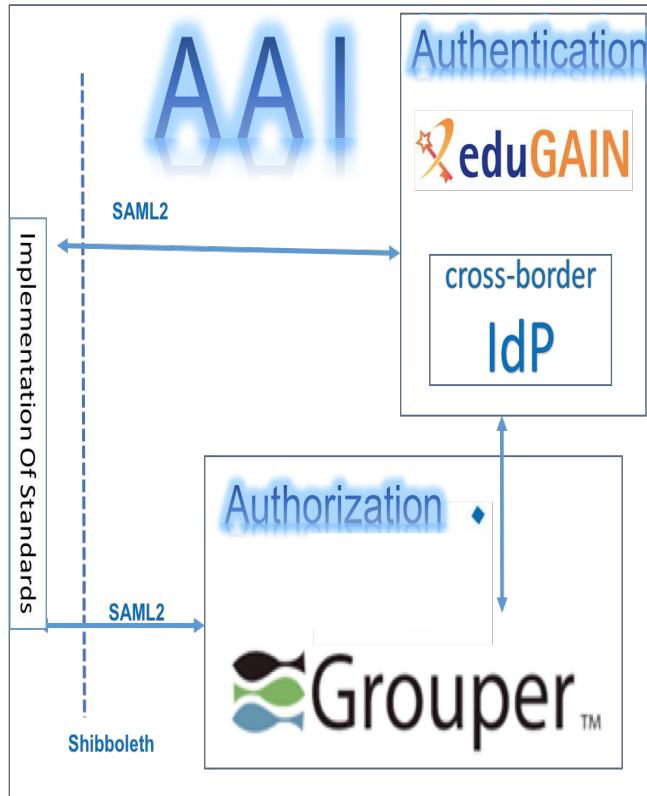 AAI
Authentication
eduGAIN
SAML2
cross-border
IdP
Implementation Of Standards
Authorization
SAML2
Grouper™
Shibboleth